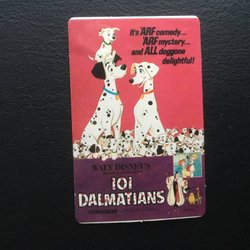 It's 'ARF comedy...
'ARF mystery...
and ALL doggone
delightful!!
WALT DISNEY'S
101
DALMATIANS